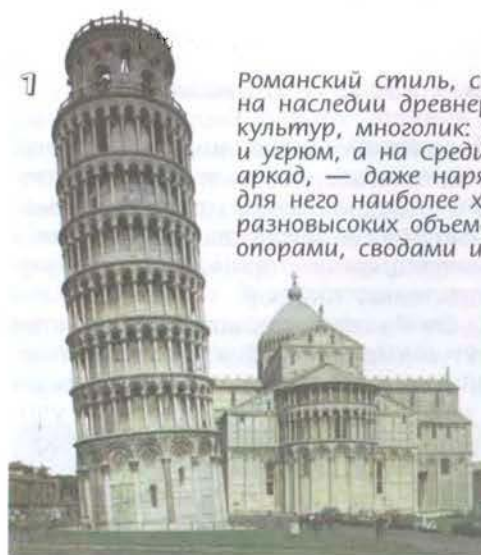 1
Романский стиль, с
на наследии древнер
культур, многолик:
и угрюм, а на Среди
аркад, — даже наря
для него наиболее х
разновысоких объем
опорами, сводами и